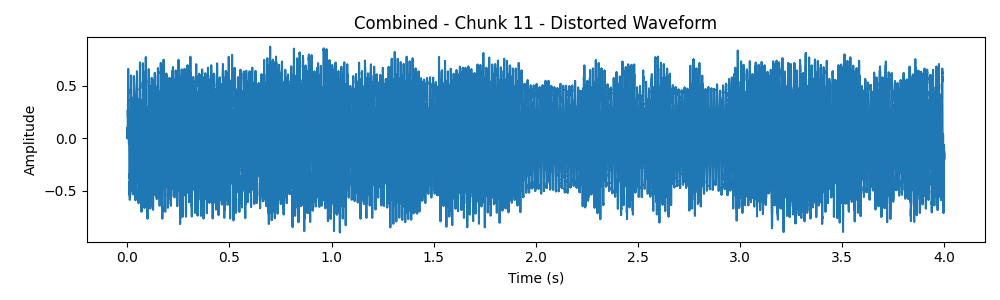 Combined - Chunk 11 - Distorted Waveform
Amplitude
0.5
0.0
−0.5
0.0 0.5 1.0 1.5 2.0 2.5 3.0 3.5 4.0
Time (s)